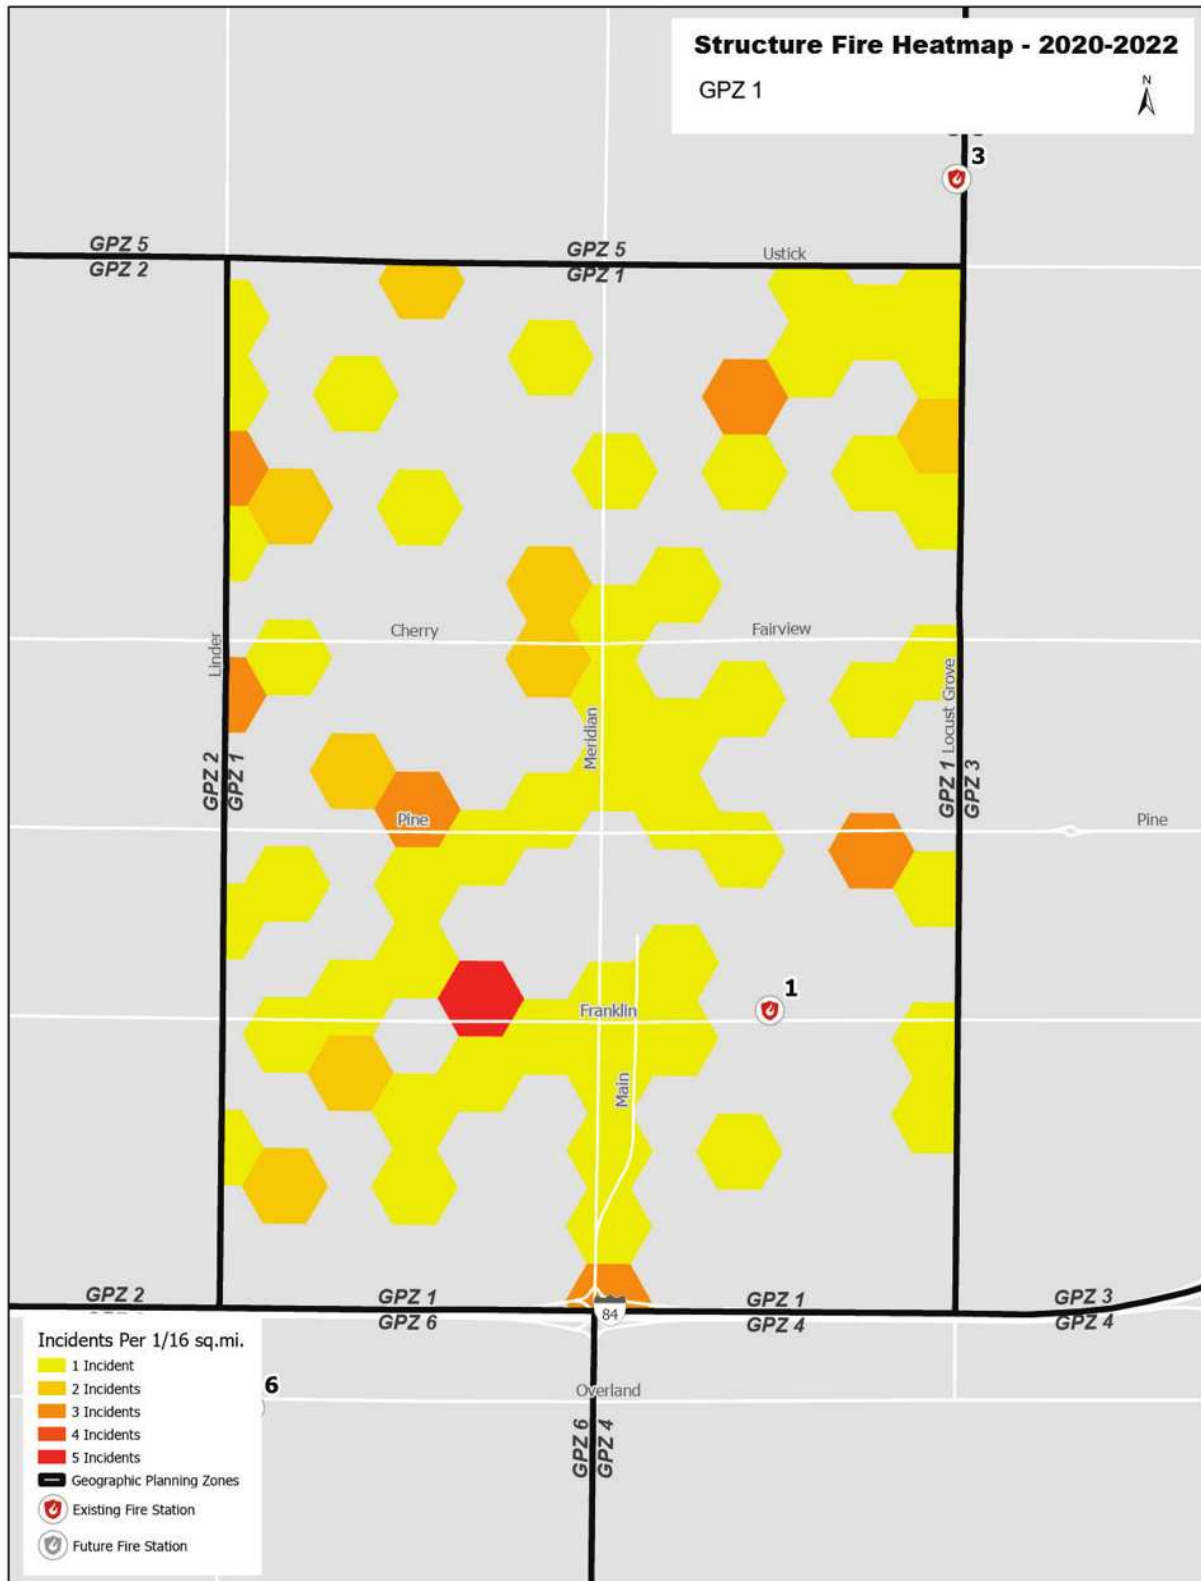 Structure Fire Heatmap - 2020-2022
GPZ 1
N
3
GPZ 5
GPZ 2
GPZ 5
GPZ 1
Ustick
Linder
Cherry
Fairview
Meridian
Locust Grove
GPZ 2
GPZ 1
GPZ 1
GPZ 3
Pine
Pine
1
Franklin
Main
GPZ 2
GPZ 1
GPZ 6
84
GPZ 1
GPZ 4
GPZ 3
GPZ 4
6
Overland
GPZ 6
GPZ 4
Incidents Per 1/16 sq.mi.
1 Incident
2 Incidents
3 Incidents
4 Incidents
5 Incidents
Geographic Planning Zones
Existing Fire Station
Future Fire Station